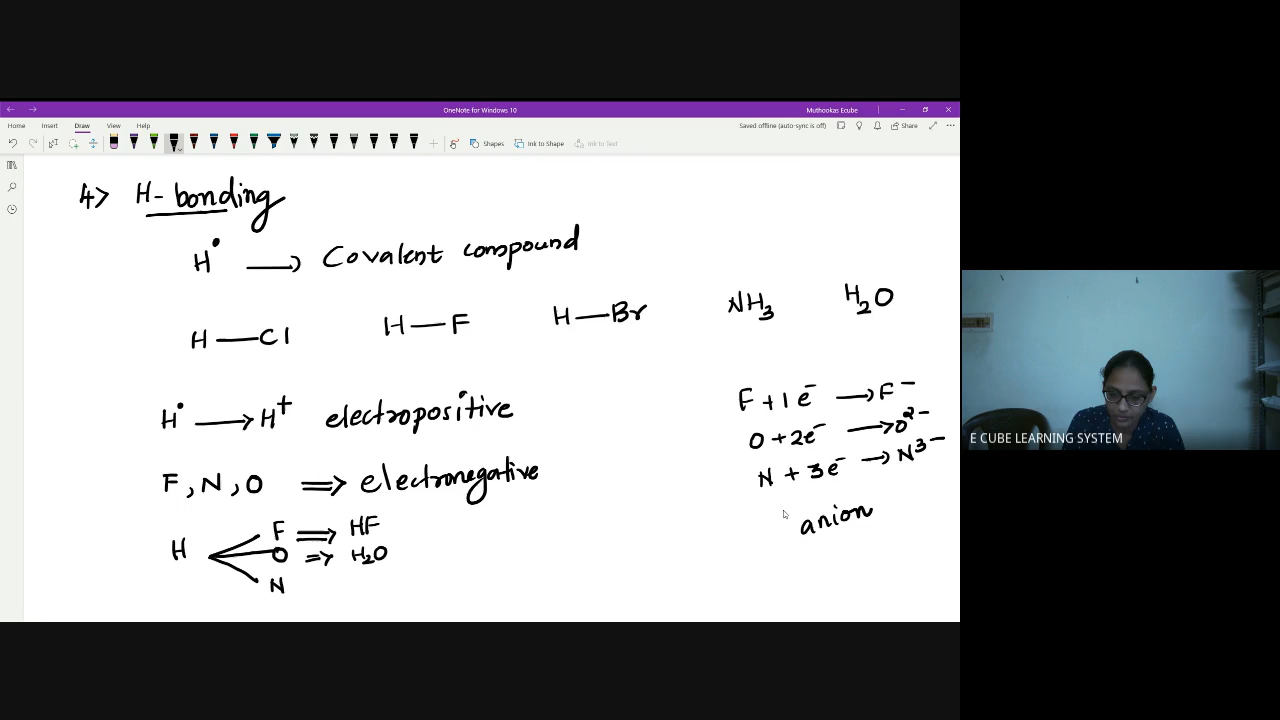 OneNote for Windows 10
Muthookas Ecube
Home Insert Draw View Help
Saved offline (auto-sync is off) Share
Shapes Ink to Shape Ink to Text
4> H-bonding
H• ⟶ Covalent compound
H—Cl H—F H—Br NH₃ H₂O
H• ⟶ H⁺ electropositive
F + 1e⁻ ⟶ F⁻
O + 2e⁻ ⟶ O²⁻
N + 3e⁻ ⟶ N³⁻
anion
F, N, O ⟹ electronegative
H
F ⟹ HF
O ⟹ H₂O
N
E CUBE LEARNING SYSTEM